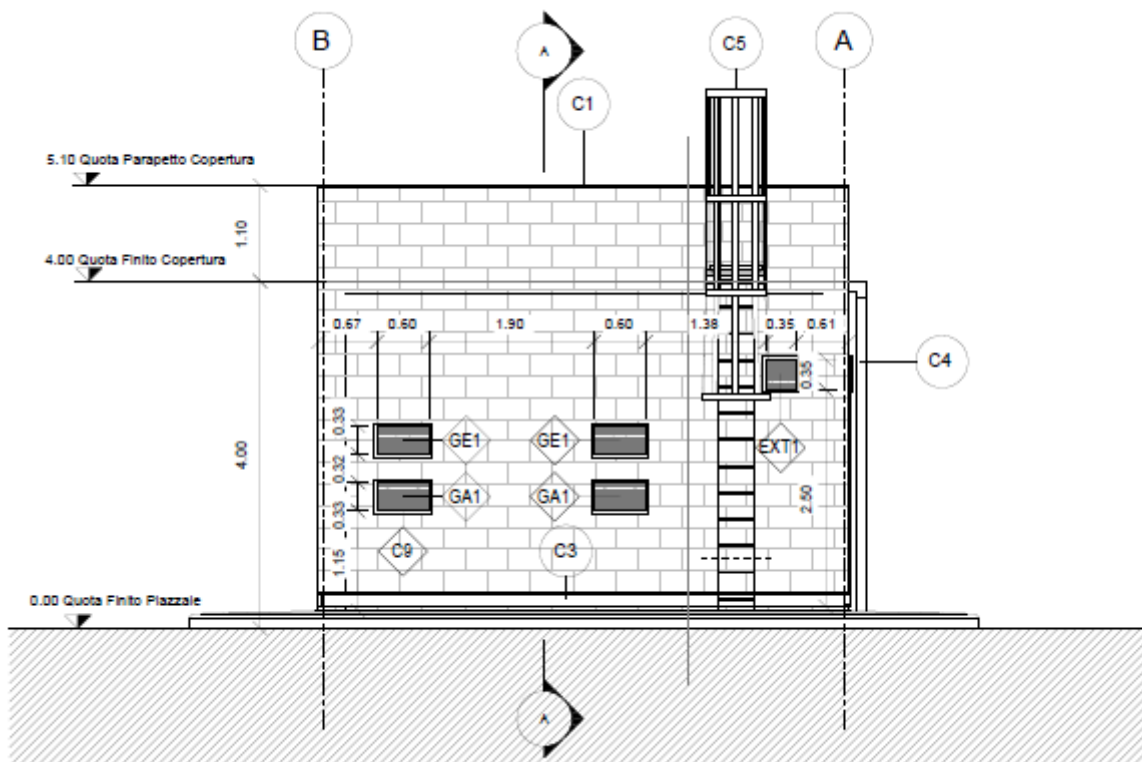 B
A
C5
A
C1
5.10 Quota Parapetto Copertura
1.10
4.00 Quota Finito Copertura
0.67
0.60
1.90
0.60
1.38
0.35
0.61
C4
0.35
0.33
GE1
GE1
EXT1
4.00
0.32
GA1
GA1
2.50
0.33
C9
C3
1.15
0.00 Quota Finito Piazzale
A